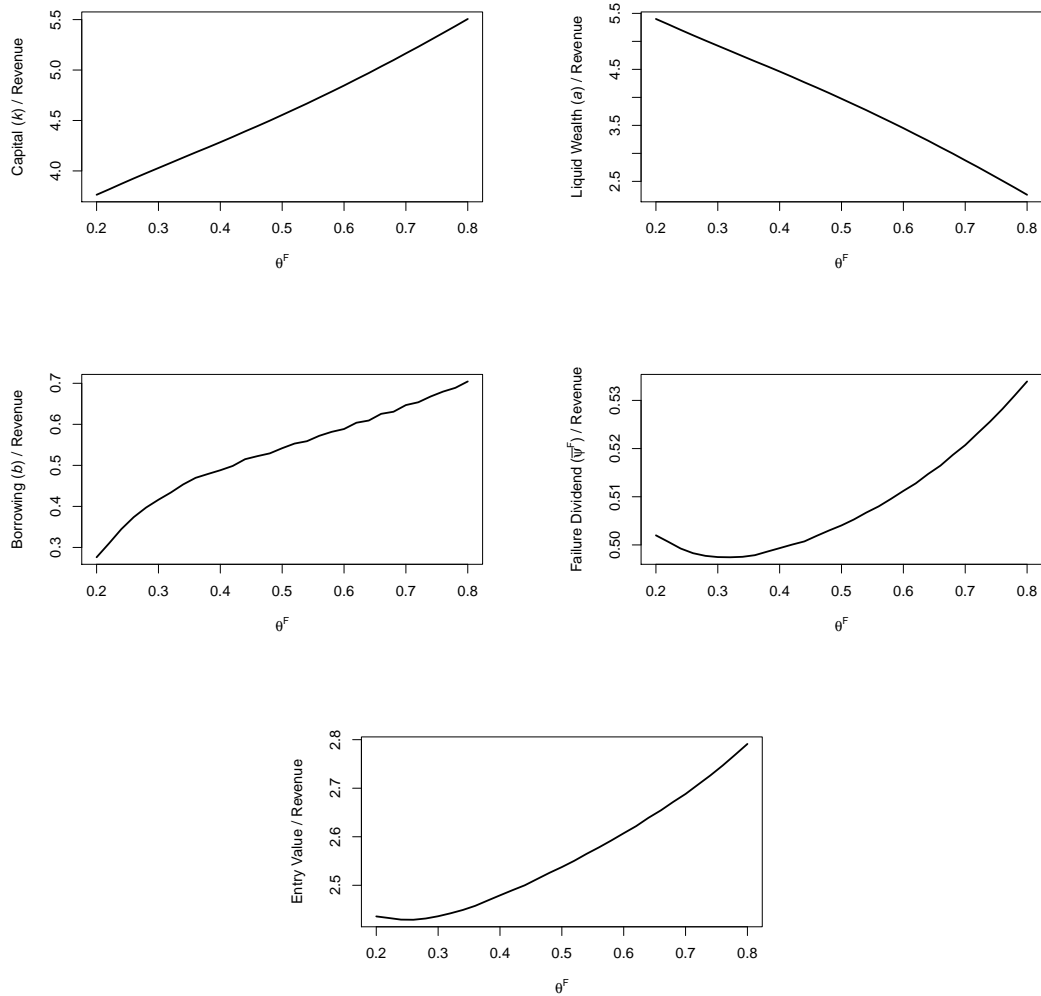 Capital (k) / Revenue
5.5
5.0
4.5
4.0
0.2 0.3 0.4 0.5 0.6 0.7 0.8
θF
Liquid Wealth (a) / Revenue
5.5
4.5
3.5
2.5
0.2 0.3 0.4 0.5 0.6 0.7 0.8
θF
Borrowing (b) / Revenue
0.7
0.6
0.5
0.4
0.3
0.2 0.3 0.4 0.5 0.6 0.7 0.8
θF
Failure Dividend (ψ̅F) / Revenue
0.53
0.52
0.51
0.50
0.2 0.3 0.4 0.5 0.6 0.7 0.8
θF
Entry Value / Revenue
2.8
2.7
2.6
2.5
0.2 0.3 0.4 0.5 0.6 0.7 0.8
θF